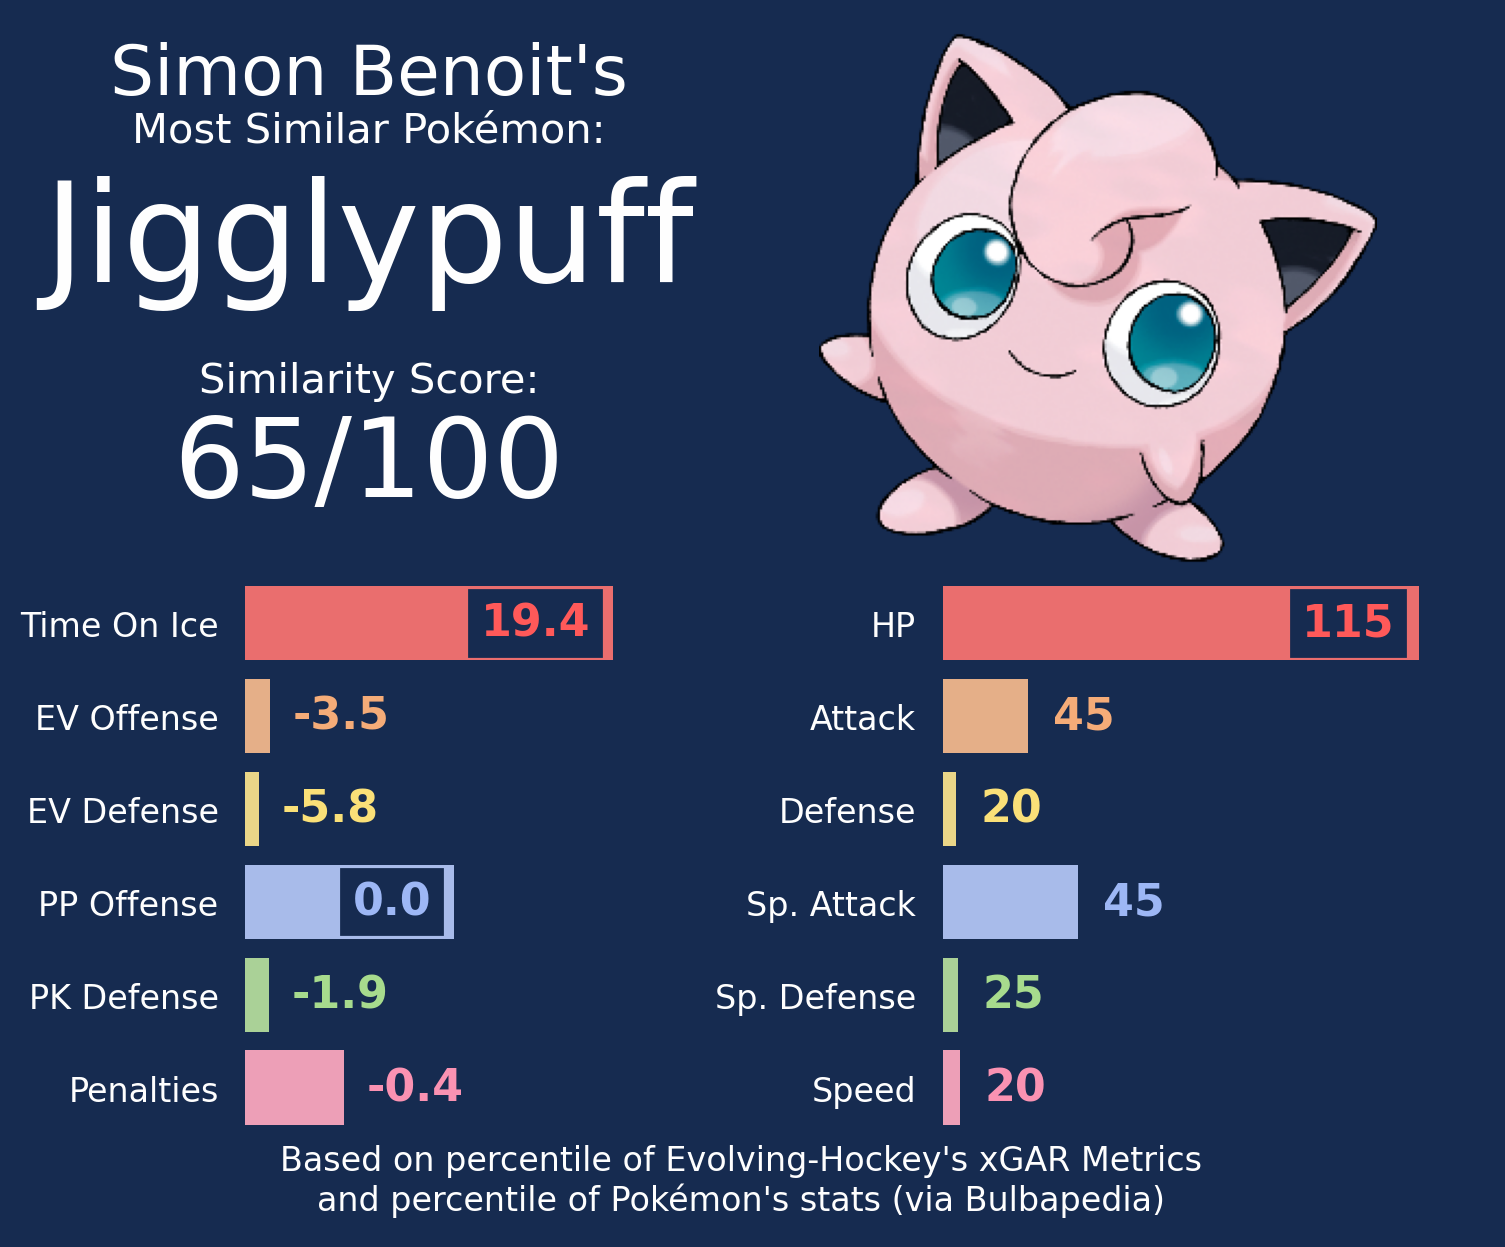 Simon Benoit's
Most Similar Pokémon:
Jigglypuff
Similarity Score:
65/100
Time On Ice 19.4
EV Offense -3.5
EV Defense -5.8
PP Offense 0.0
PK Defense -1.9
Penalties -0.4
HP 115
Attack 45
Defense 20
Sp. Attack 45
Sp. Defense 25
Speed 20
Based on percentile of Evolving-Hockey's xGAR Metrics
and percentile of Pokémon's stats (via Bulbapedia)